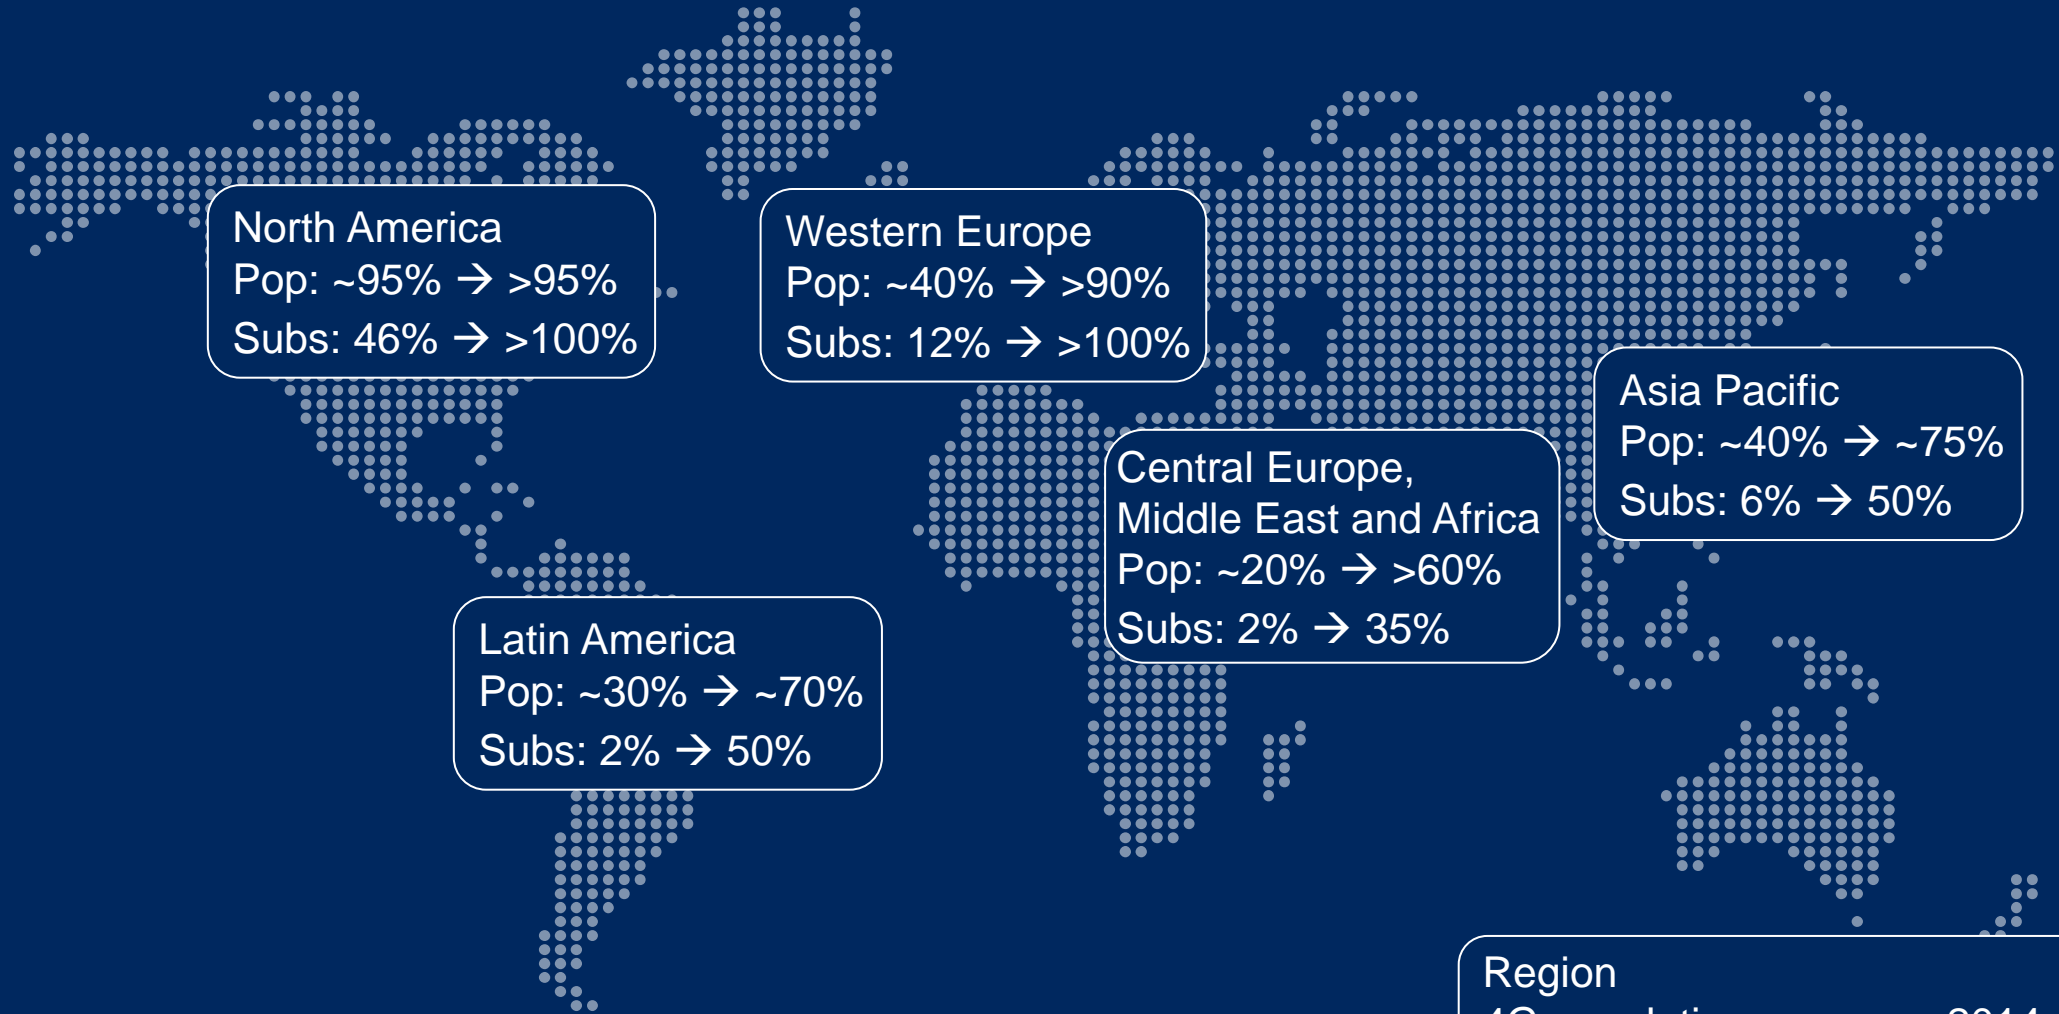 North America
Pop: ~95% → >95%
Subs: 46% → >100%
Western Europe
Pop: ~40% → >90%
Subs: 12% → >100%
Asia Pacific
Pop: ~40% → ~75%
Subs: 6% → 50%
Central Europe,
Middle East and Africa
Pop: ~20% → >60%
Subs: 2% → 35%
Latin America
Pop: ~30% → ~70%
Subs: 2% → 50%
Region